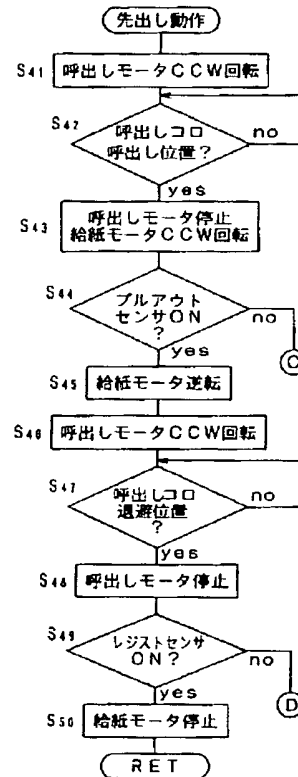 先出し動作
S41
呼出しモータCCW回転
S42
呼出しコロ
呼出し位置?
no
yes
S43
呼出しモータ停止
給紙モータCCW回転
S44
プルアウト
センサON
?
no
C
yes
S45
給紙モータ逆転
S46
呼出しモータCCW回転
S47
呼出しコロ
退避位置
?
no
yes
S48
呼出しモータ停止
S49
レジストセンサ
ON?
no
D
yes
S50
給紙モータ停止
RET